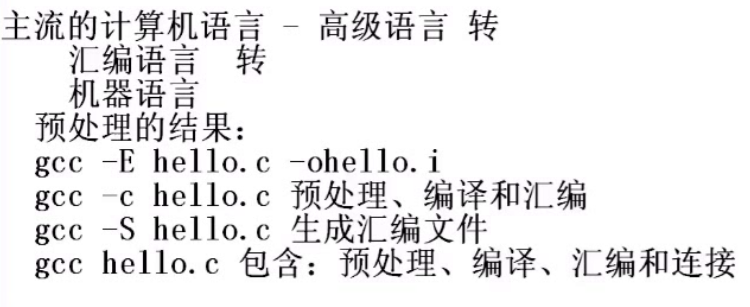 主流的计算机语言 - 高级语言 转
汇编语言 转
机器语言
预处理的结果:
gcc -E hello.c -ohello.i
gcc -c hello.c 预处理、编译和汇编
gcc -S hello.c 生成汇编文件
gcc hello.c 包含: 预处理、编译、汇编和连接